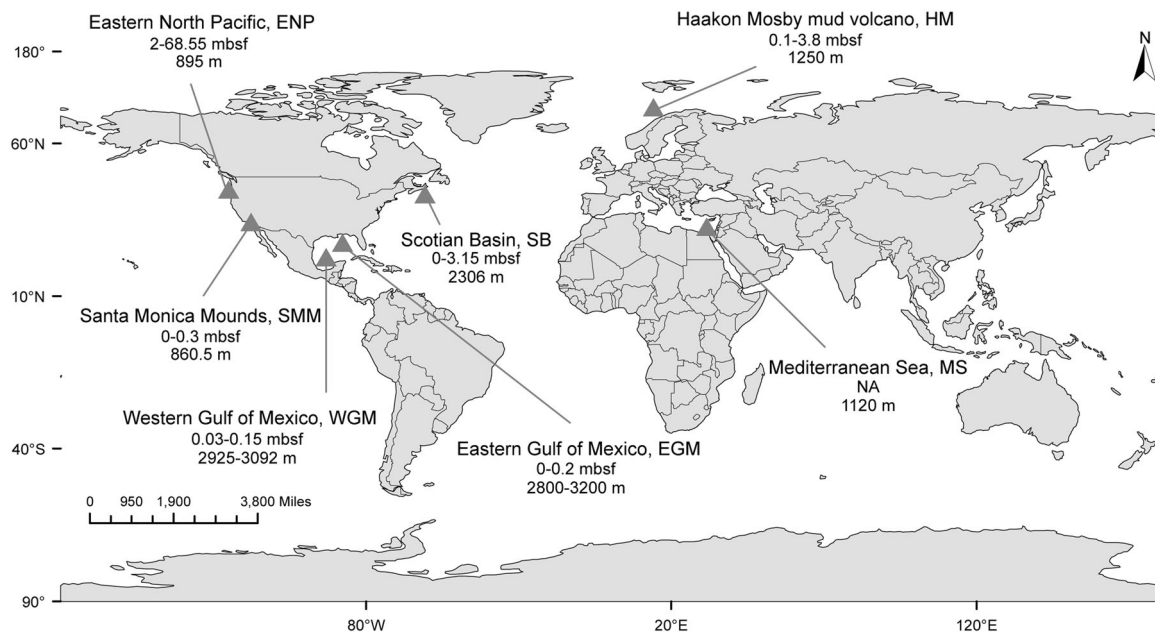 Eastern North Pacific, ENP
2-68.55 mbsf
895 m
Haakon Mosby mud volcano, HM
0.1-3.8 mbsf
1250 m
N
180°
60°N
10°N
40°S
90°
Scotian Basin, SB
0-3.15 mbsf
2306 m
Santa Monica Mounds, SMM
0-0.3 mbsf
860.5 m
Mediterranean Sea, MS
NA
1120 m
Western Gulf of Mexico, WGM
0.03-0.15 mbsf
2925-3092 m
Eastern Gulf of Mexico, EGM
0-0.2 mbsf
2800-3200 m
0 950 1,900 3,800 Miles
80°W 20°E 120°E